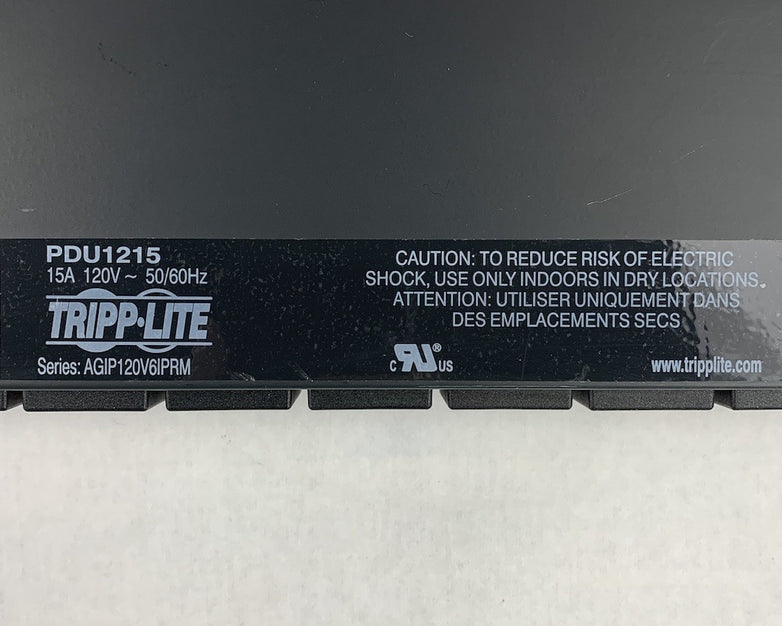 PDU1215
15A 120V ~ 50/60Hz
TRIPP·LITE
Series: AGIP120V6IPRM
CAUTION: TO REDUCE RISK OF ELECTRIC
SHOCK, USE ONLY INDOORS IN DRY LOCATIONS.
ATTENTION: UTILISER UNIQUEMENT DANS
DES EMPLACEMENTS SECS
C RU® US
www.tripplite.com